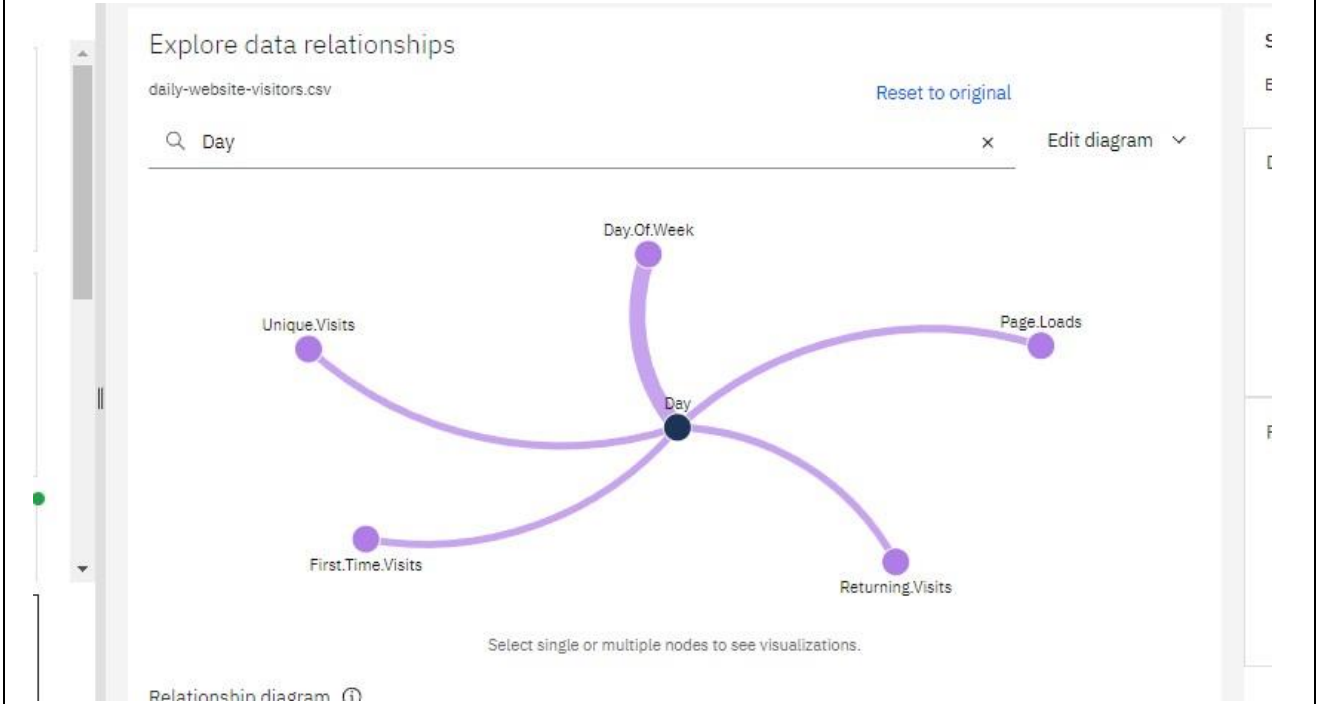 Explore data relationships
daily-website-visitors.csv
Reset to original
Day
Edit diagram
Day.Of.Week
Unique.Visits
Page.Loads
Day
First.Time.Visits
Returning.Visits
Select single or multiple nodes to see visualizations.
Relationship diagram